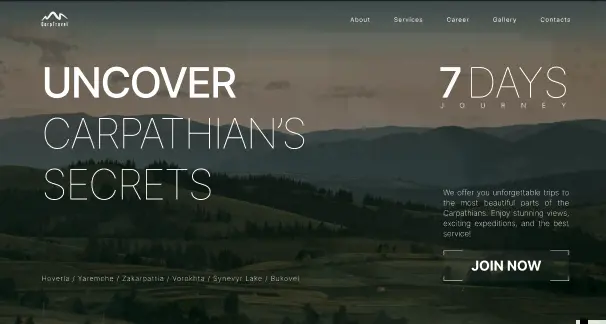 CarpTravel
About Services Career Gallery Contacts
UNCOVER
CARPATHIAN'S
SECRETS
7 DAYS
JOURNEY
We offer you unforgettable trips to
the most beautiful parts of the
Carpathians. Enjoy stunning views,
exciting expeditions, and the best
service!
JOIN NOW
Hoverla / Yaremche / Zakarpattia / Vorokhta / Synevyr Lake / Bukovel